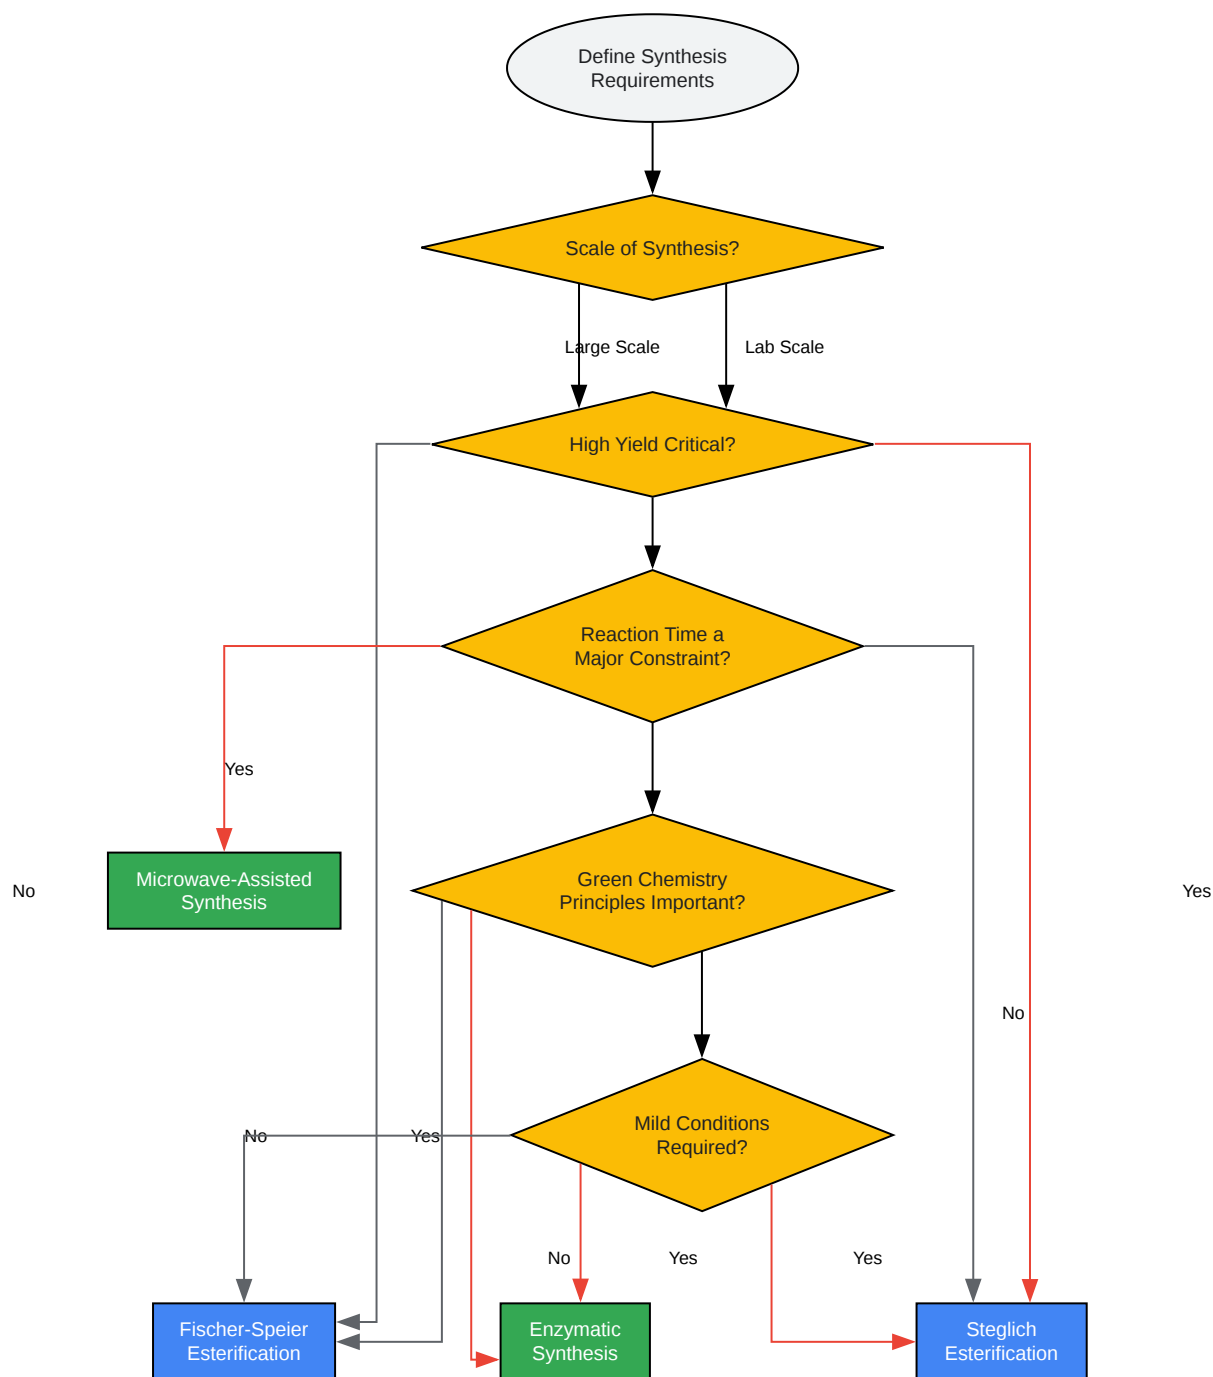 Define Synthesis
Requirements
Scale of Synthesis?
Large Scale
Lab Scale
High Yield Critical?
Reaction Time a
Major Constraint?
Yes
Microwave-Assisted
Synthesis
Green Chemistry
Principles Important?
No
Yes
No
Mild Conditions
Required?
No
Yes
No
Yes
Yes
Fischer-Speier
Esterification
Enzymatic
Synthesis
Steglich
Esterification